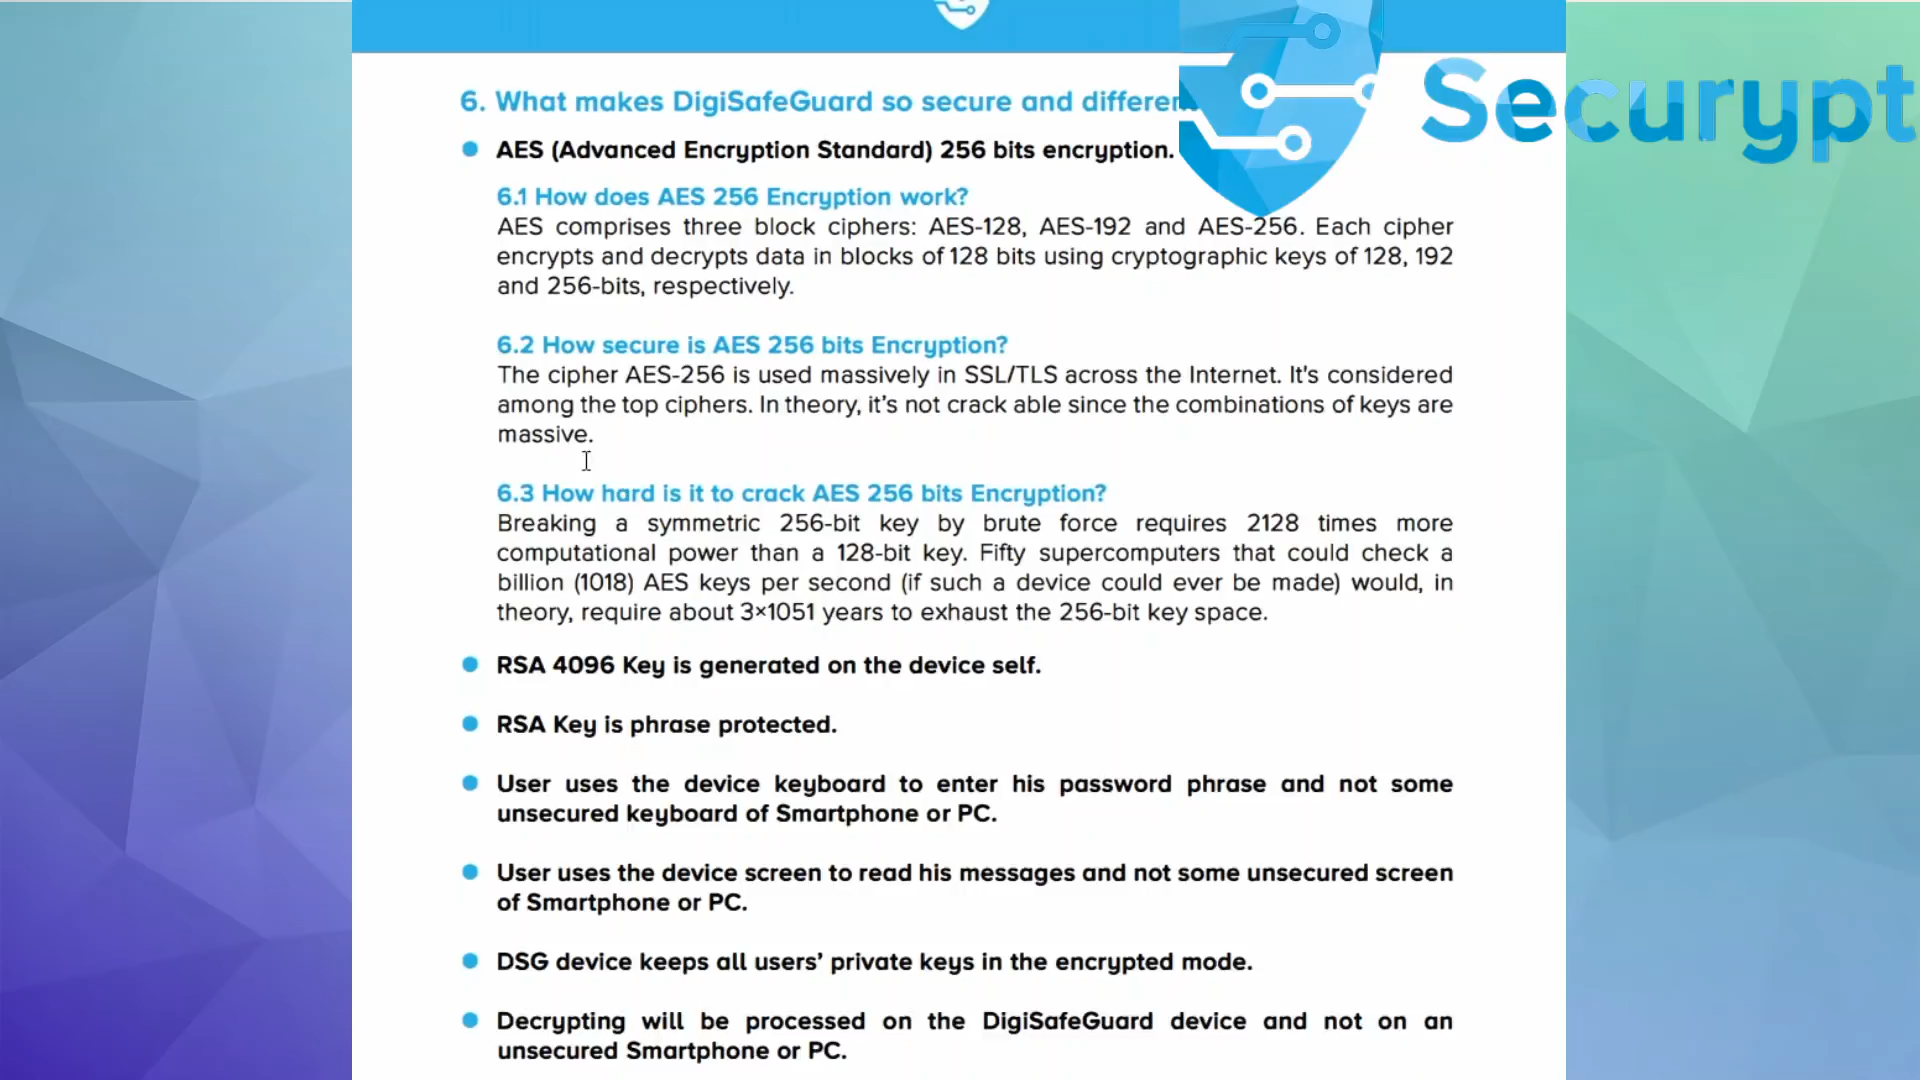 Securypt
6. What makes DigiSafeGuard so secure and
AES (Advanced Encryption Standard) 256 bits encryption.
6.1 How does AES 256 Encryption work?
AES comprises three block ciphers: AES-128, AES-192 and AES-256. Each cipher
encrypts and decrypts data in blocks of 128 bits using cryptographic keys of 128, 192
and 256-bits, respectively.
6.2 How secure is AES 256 bits Encryption?
The cipher AES-256 is used massively in SSL/TLS across the Internet. It's considered
among the top ciphers. In theory, it's not crack able since the combinations of keys are
massive.
6.3 How hard is it to crack AES 256 bits Encryption?
Breaking a symmetric 256-bit key by brute force requires 2128 times more
computational power than a 128-bit key. Fifty supercomputers that could check a
billion (1018) AES keys per second (if such a device could ever be made) would, in
theory, require about 3×1051 years to exhaust the 256-bit key space.
RSA 4096 Key is generated on the device self.
RSA Key is phrase protected.
User uses the device keyboard to enter his password phrase and not some
unsecured keyboard of Smartphone or PC.
User uses the device screen to read his messages and not some unsecured screen
of Smartphone or PC.
DSG device keeps all users' private keys in the encrypted mode.
Decrypting will be processed on the DigiSafeGuard device and not on an
unsecured Smartphone or PC.